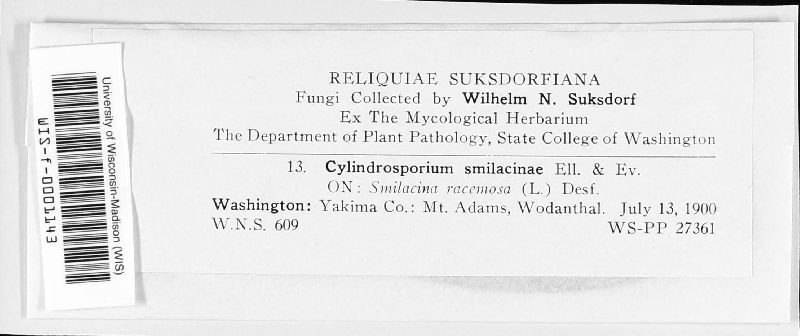 RELIQUIAE SUKSDORFIANA
Fungi Collected by Wilhelm N. Suksdorf
Ex The Mycological Herbarium
The Department of Plant Pathology, State College of Washington
13. Cylindrosporium smilacinae Ell. & Ev.
ON: Smilacina racemosa (L.) Desf.
Washington: Yakima Co.: Mt. Adams, Wodanthal. July 13, 1900
W.N.S. 609 WS-PP 27361
University of Wisconsin-Madison (WIS)
WIS-f-0001143